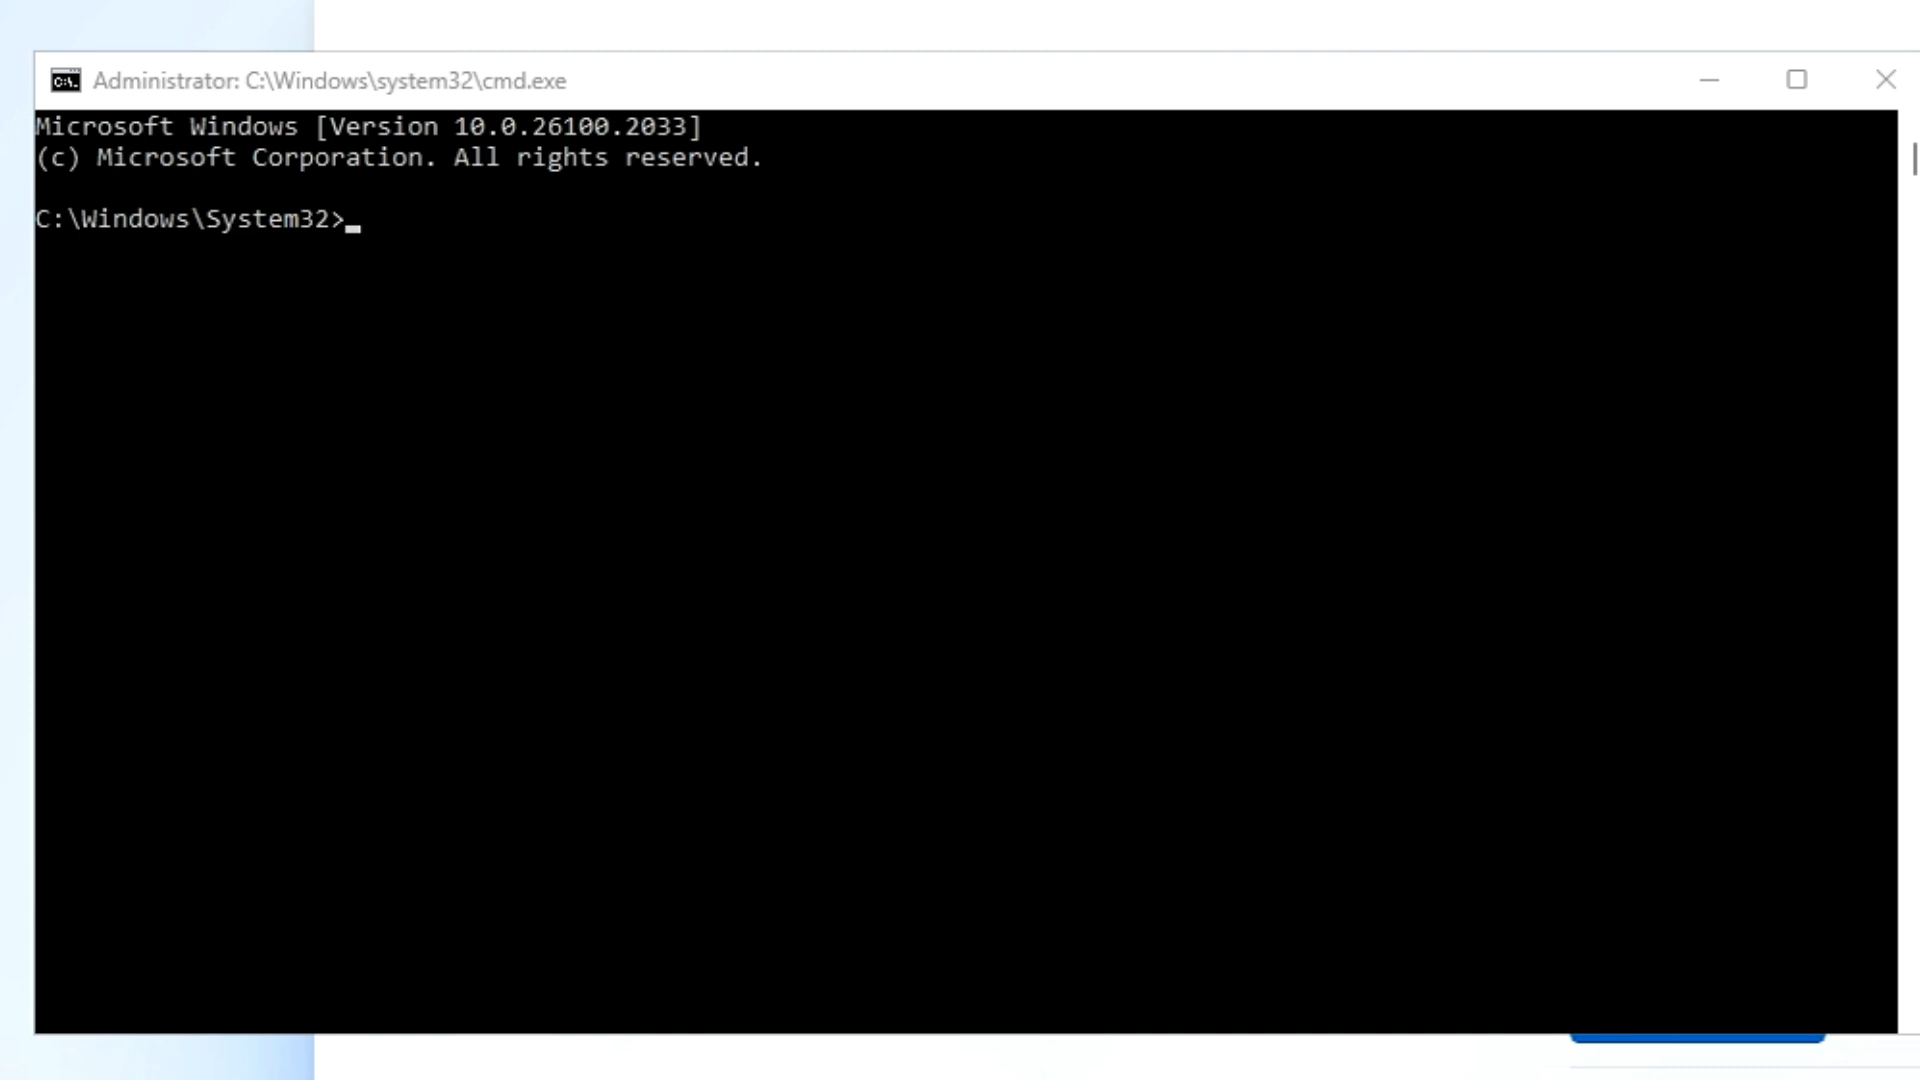 Administrator: C:\Windows\system32\cmd.exe
Microsoft Windows [Version 10.0.26100.2033]
(c) Microsoft Corporation. All rights reserved.
C:\Windows\System32>